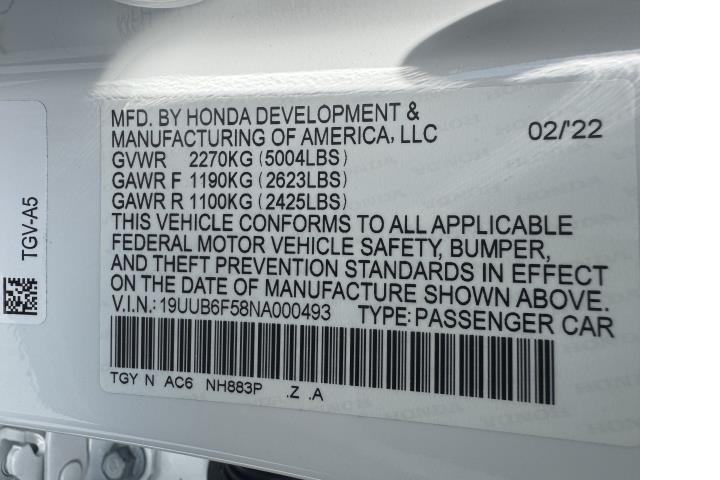 MFD. BY HONDA DEVELOPMENT &
MANUFACTURING OF AMERICA, LLC 02/'22
GVWR 2270KG (5004LBS)
GAWR F 1190KG (2623LBS)
GAWR R 1100KG (2425LBS)
THIS VEHICLE CONFORMS TO ALL APPLICABLE
FEDERAL MOTOR VEHICLE SAFETY, BUMPER,
AND THEFT PREVENTION STANDARDS IN EFFECT
ON THE DATE OF MANUFACTURE SHOWN ABOVE.
V.I.N.: 19UUB6F58NA000493 TYPE: PASSENGER CAR
TGY N AC6 NH883P .Z .A
TGV-A5